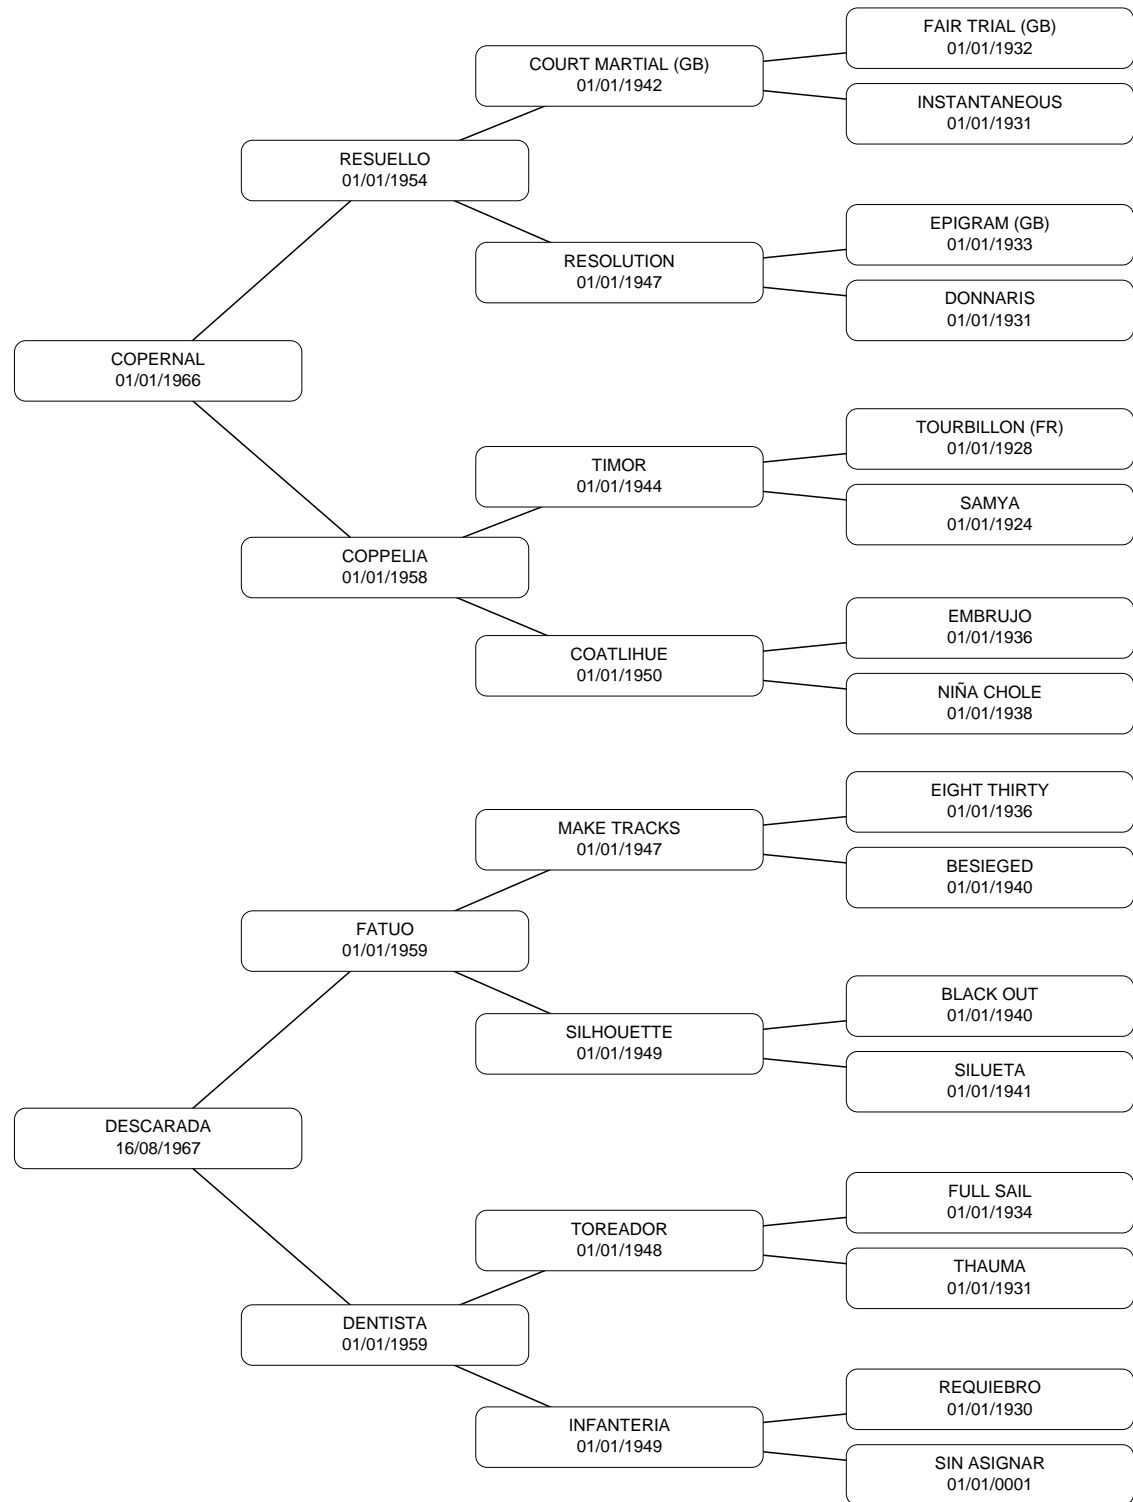 FAIR TRIAL (GB)
01/01/1932
COURT MARTIAL (GB)
01/01/1942
INSTANTANEOUS
01/01/1931
RESUELLO
01/01/1954
EPIGRAM (GB)
01/01/1933
RESOLUTION
01/01/1947
DONNARIS
01/01/1931
COPERNAL
01/01/1966
TOURBILLON (FR)
01/01/1928
TIMOR
01/01/1944
SAMYA
01/01/1924
COPPELIA
01/01/1958
EMBRUJO
01/01/1936
COATLIHUE
01/01/1950
NIÑA CHOLE
01/01/1938
EIGHT THIRTY
01/01/1936
MAKE TRACKS
01/01/1947
BESIEGED
01/01/1940
FATUO
01/01/1959
BLACK OUT
01/01/1940
SILHOUETTE
01/01/1949
SILUETA
01/01/1941
DESCARADA
16/08/1967
FULL SAIL
01/01/1934
TOREADOR
01/01/1948
THAUMA
01/01/1931
DENTISTA
01/01/1959
REQUIEBRO
01/01/1930
INFANTERIA
01/01/1949
SIN ASIGNAR
01/01/0001